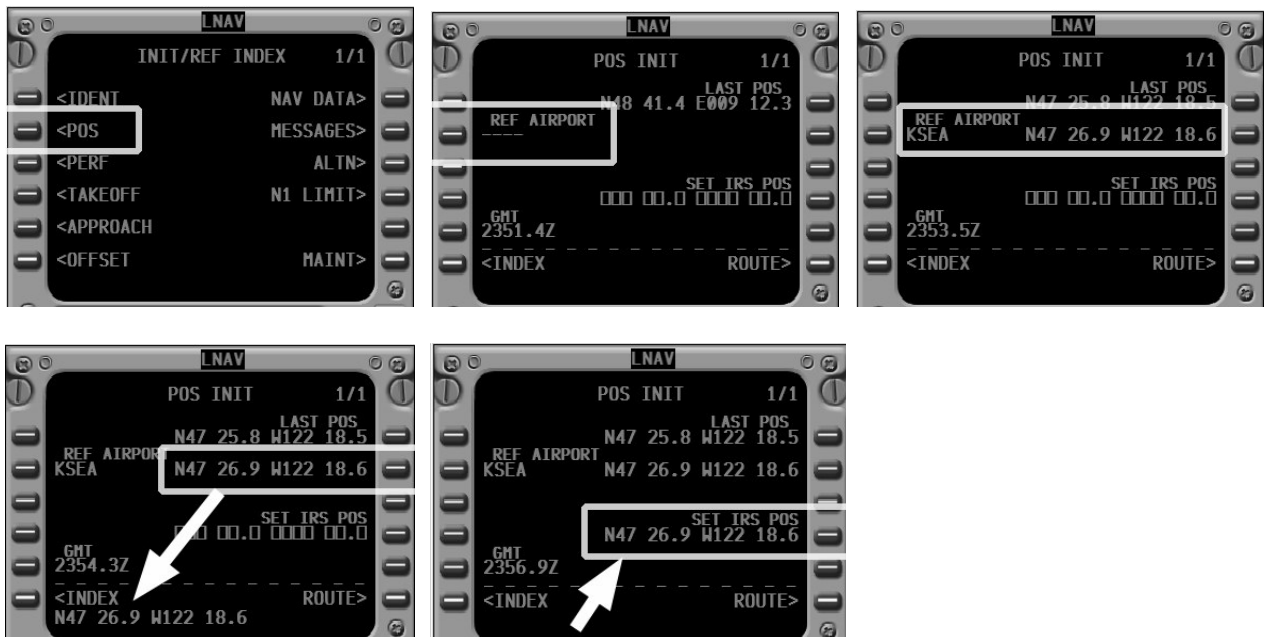 LNAV
INIT/REF INDEX 1/1
<IDENT NAV DATA>
<POS MESSAGES>
<PERF ALTN>
<TAKEOFF N1 LIMIT>
<APPROACH
<OFFSET MAINT>
LNAV
POS INIT 1/1
LAST POS
N48 41.4 E009 12.3
REF AIRPORT
----
SET IRS POS
□□□ □□.□ □□□□ □□.□
GMT
2351.4Z
<INDEX ROUTE>
LNAV
POS INIT 1/1
LAST POS
N47 25.8 W122 18.5
REF AIRPORT
KSEA N47 26.9 W122 18.6
SET IRS POS
□□□ □□.□ □□□□ □□.□
GMT
2353.5Z
<INDEX ROUTE>
LNAV
POS INIT 1/1
LAST POS
N47 25.8 W122 18.5
REF AIRPORT
KSEA N47 26.9 W122 18.6
SET IRS POS
□□□ □□.□ □□□□ □□.□
GMT
2354.3Z
<INDEX ROUTE>
N47 26.9 W122 18.6
LNAV
POS INIT 1/1
LAST POS
N47 25.8 W122 18.5
REF AIRPORT
KSEA N47 26.9 W122 18.6
SET IRS POS
N47 26.9 W122 18.6
GMT
2356.9Z
<INDEX ROUTE>